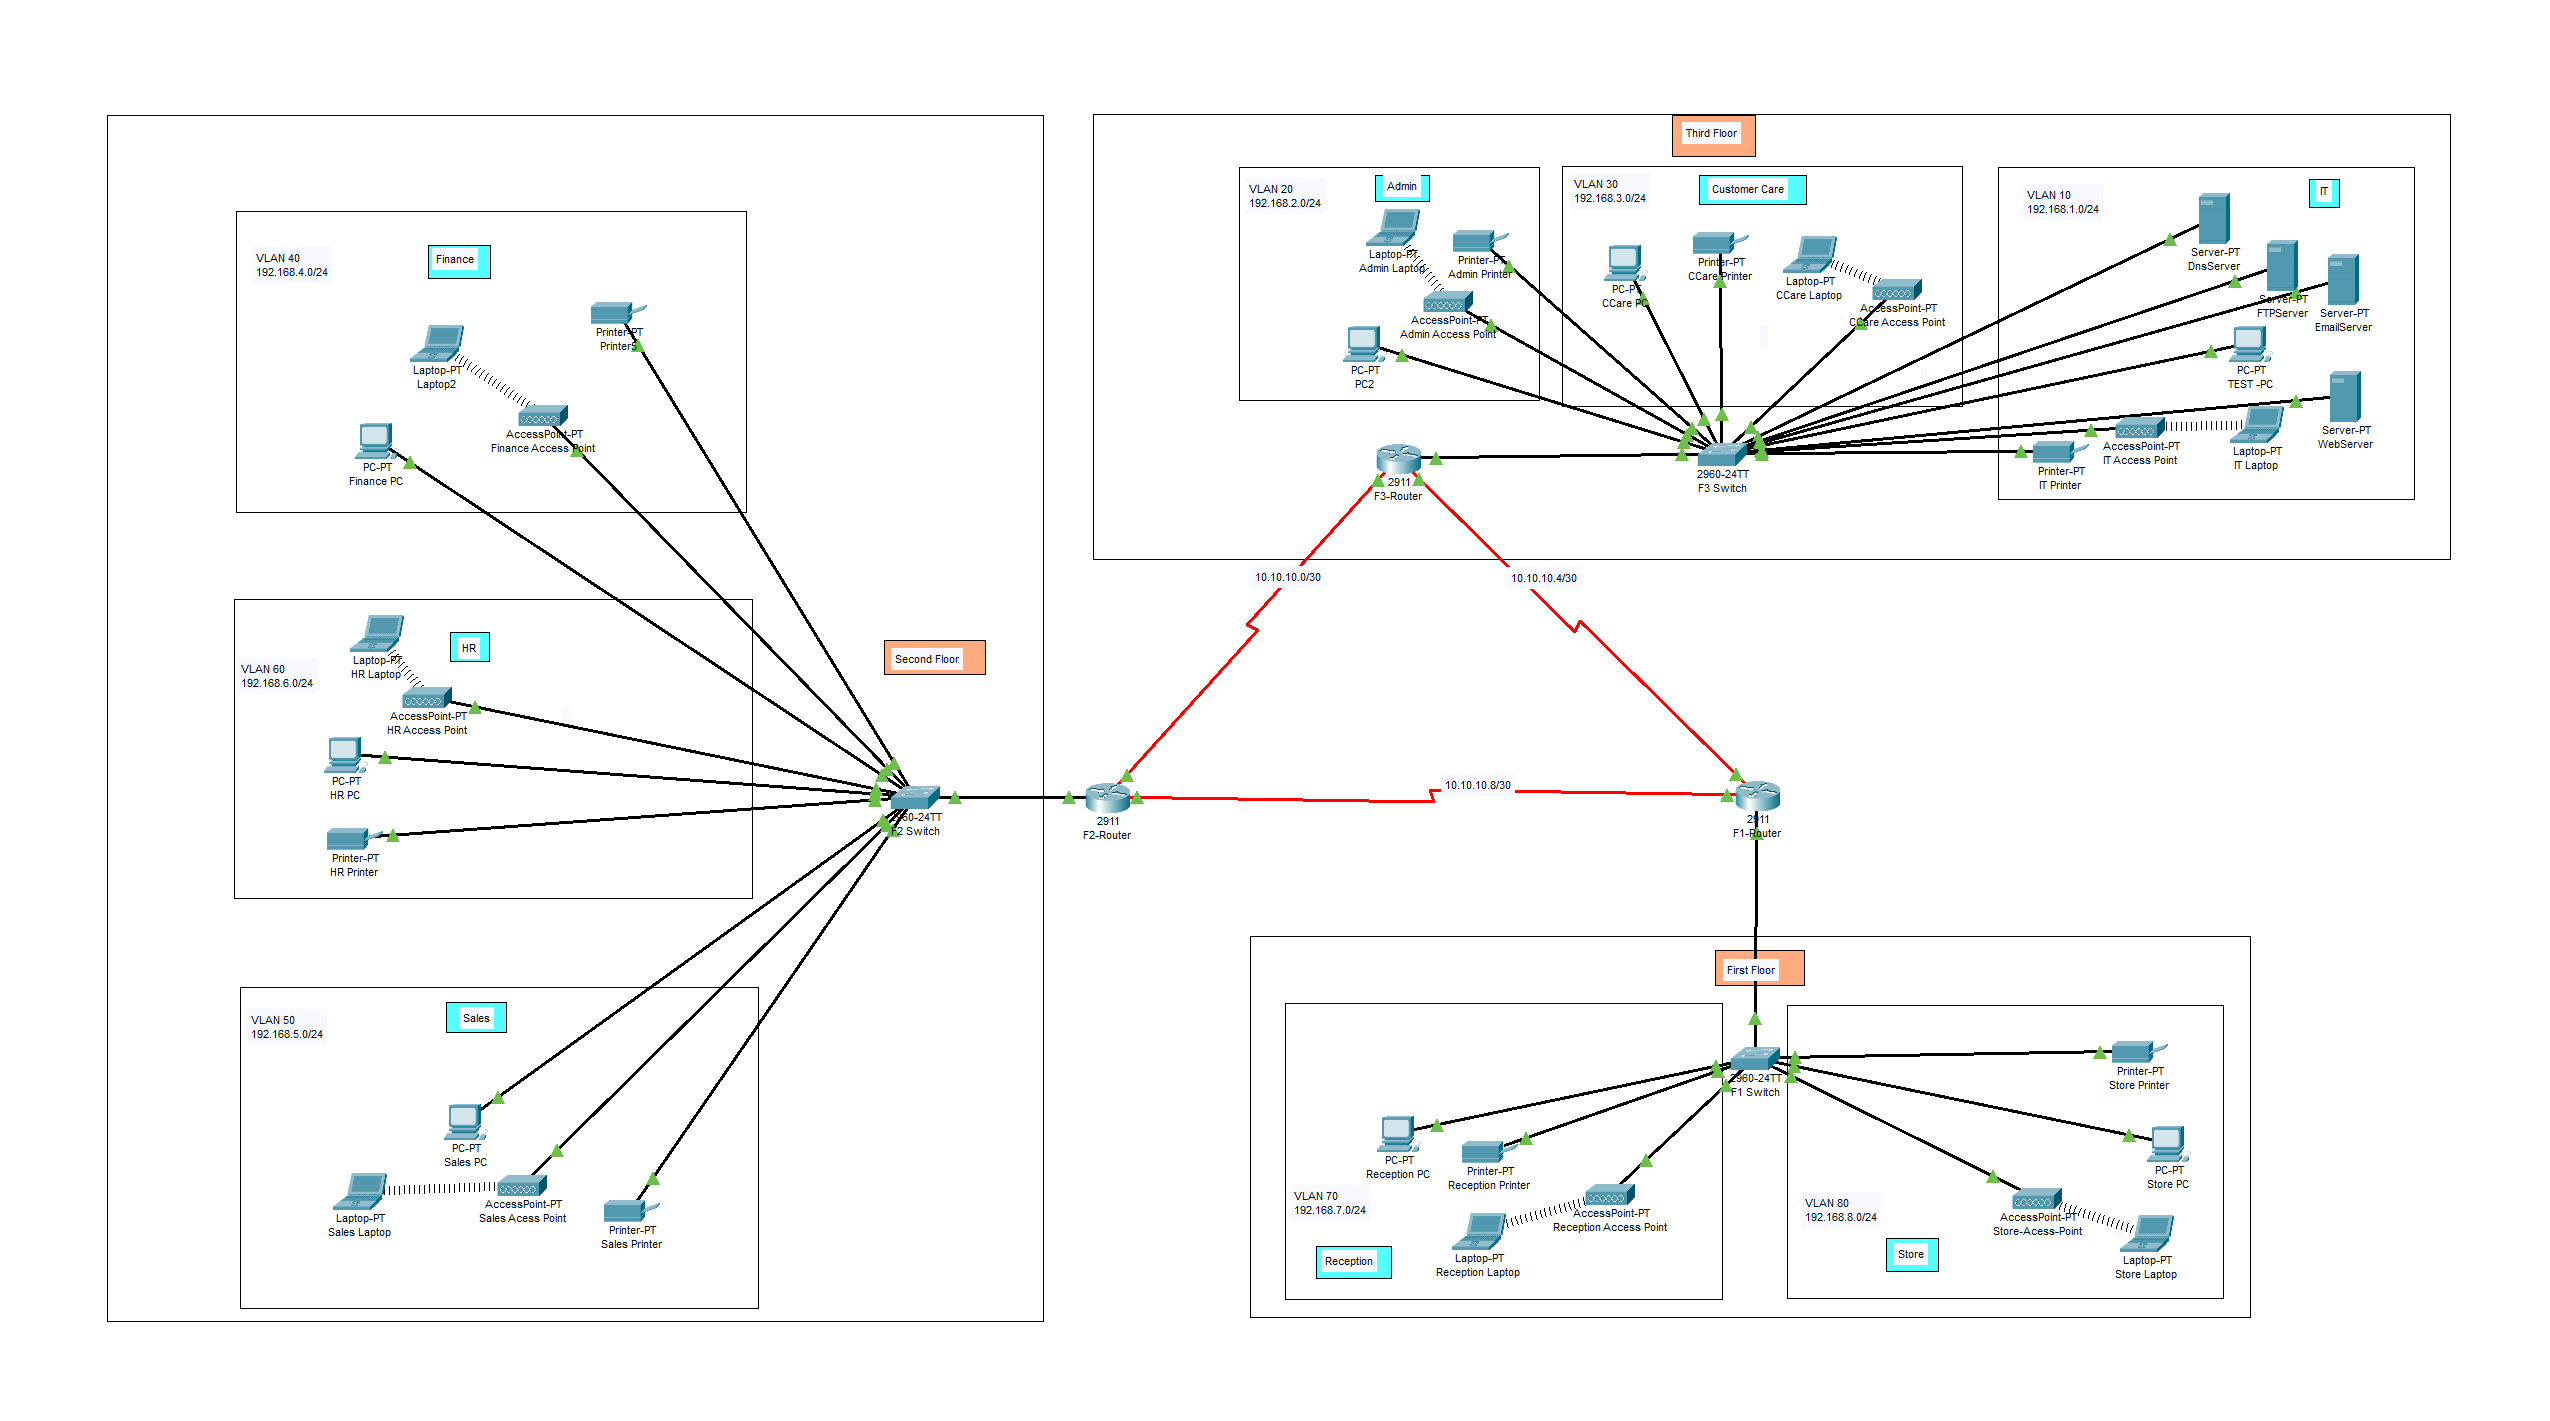 Third Floor
VLAN 20
192.168.2.0/24
Admin
Laptop-PT
Admin Laptop
Printer-PT
Admin Printer
AccessPoint-PT
Admin Access Point
PC-PT
PC2
VLAN 30
192.168.3.0/24
Customer Care
PC-PT
CCare PC
Printer-PT
CCare Printer
Laptop-PT
CCare Laptop
AccessPoint-PT
CCare Access Point
VLAN 10
192.168.1.0/24
IT
Server-PT
DnsServer
Server-PT
FTPServer
Server-PT
EmailServer
PC-PT
TEST -PC
Server-PT
WebServer
AccessPoint-PT
IT Access Point
Laptop-PT
IT Laptop
Printer-PT
IT Printer
2911
F3-Router
2960-24TT
F3 Switch
VLAN 40
192.168.4.0/24
Finance
Printer-PT
Printer5
Laptop-PT
Laptop2
AccessPoint-PT
Finance Access Point
PC-PT
Finance PC
10.10.10.0/30
10.10.10.4/30
10.10.10.8/30
VLAN 60
192.168.6.0/24
HR
Laptop-PT
HR Laptop
AccessPoint-PT
HR Access Point
PC-PT
HR PC
Printer-PT
HR Printer
Second Floor
2960-24TT
F2 Switch
2911
F2-Router
2911
F1-Router
VLAN 50
192.168.5.0/24
Sales
PC-PT
Sales PC
Laptop-PT
Sales Laptop
AccessPoint-PT
Sales Acess Point
Printer-PT
Sales Printer
First Floor
2960-24TT
F1 Switch
PC-PT
Reception PC
Printer-PT
Reception Printer
VLAN 70
192.168.7.0/24
AccessPoint-PT
Reception Access Point
Laptop-PT
Reception Laptop
Reception
Printer-PT
Store Printer
PC-PT
Store PC
VLAN 80
192.168.8.0/24
AccessPoint-PT
Store-Acess-Point
Store
Laptop-PT
Store Laptop